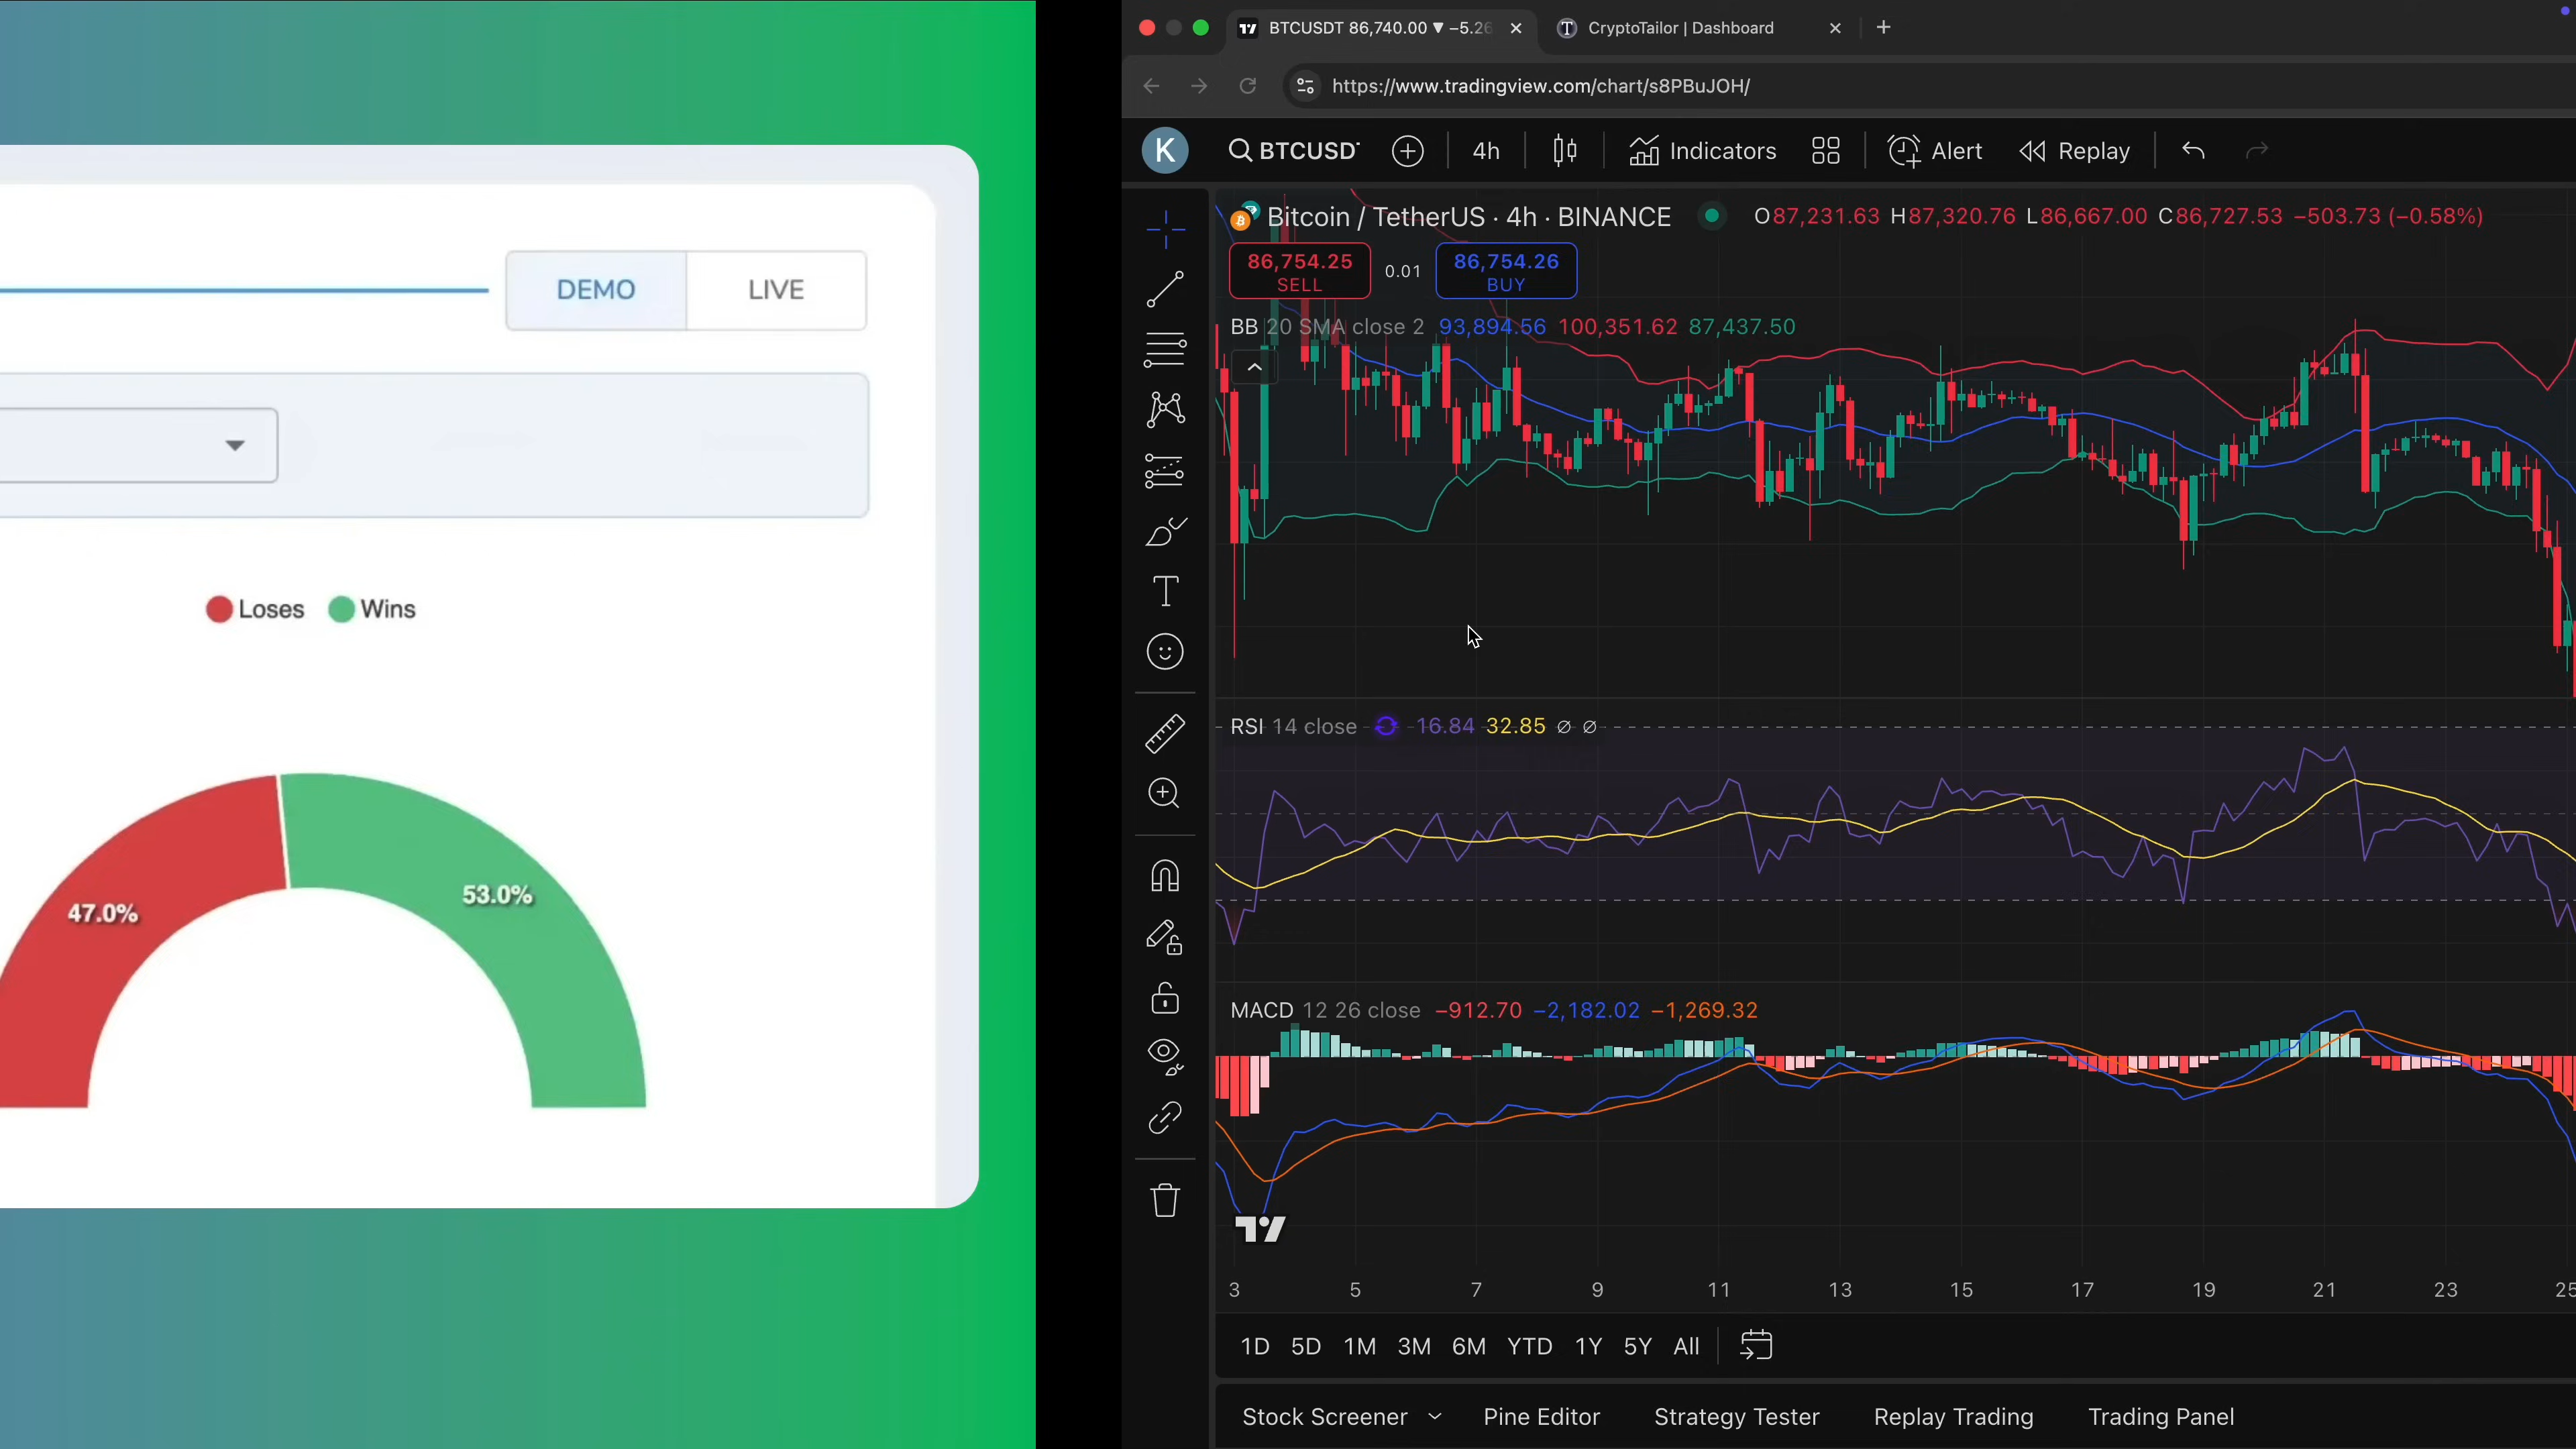 DEMO
LIVE
Loses
Wins
47.0%
53.0%
BTCUSDT 86,740.00 ▼ −5.26
CryptoTailor | Dashboard
https://www.tradingview.com/chart/s8PBuJOH/
K
BTCUSDT
4h
Indicators
Alert
Replay
Bitcoin / TetherUS · 4h · BINANCE
O87,231.63 H87,320.76 L86,667.00 C86,727.53 −503.73 (−0.58%)
86,754.25
SELL
0.01
86,754.26
BUY
BB 20 SMA close 2 93,894.56 100,351.62 87,437.50
RSI 14 close 16.84 32.85 ∅ ∅
MACD 12 26 close −912.70 −2,182.02 −1,269.32
3 5 7 9 11 13 15 17 19 21 23 25
1D 5D 1M 3M 6M YTD 1Y 5Y All
Stock Screener
Pine Editor
Strategy Tester
Replay Trading
Trading Panel